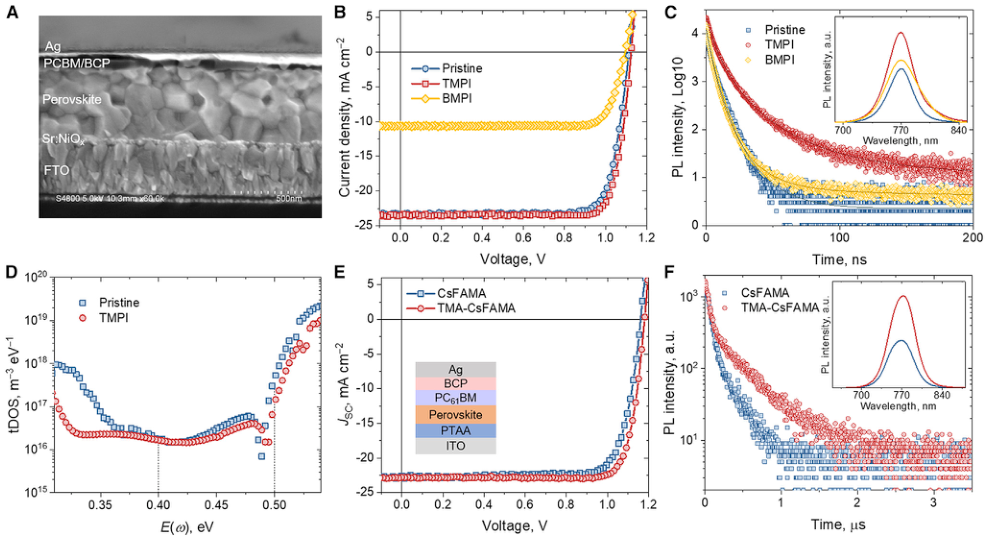 A
Ag
PCBM/BCP
Perovskite
Sr:NiOx
FTO
S4800 5.0kV 10.3mm x60.0k
500nm
B
Current density, mA cm⁻²
5
0
-5
-10
-15
-20
-25
Pristine
TMPI
BMPI
0.0 0.2 0.4 0.6 0.8 1.0 1.2
Voltage, V
C
PL intensity, Log10
4
3
2
1
0
Pristine
TMPI
BMPI
PL intensity, a.u.
700 770 840
Wavelength, nm
0 100 200
Time, ns
D
tDOS, m⁻³ eV⁻¹
10²⁰
10¹⁹
10¹⁸
10¹⁷
10¹⁶
10¹⁵
Pristine
TMPI
0.35 0.40 0.45 0.50
E(ω), eV
E
JSC, mA cm⁻²
5
0
-5
-10
-15
-20
-25
CsFAMA
TMA-CsFAMA
Ag
BCP
PC₆₁BM
Perovskite
PTAA
ITO
0.0 0.2 0.4 0.6 0.8 1.0 1.2
Voltage, V
F
PL intensity, a.u.
10³
10²
10¹
CsFAMA
TMA-CsFAMA
PL intensity, a.u.
700 770 840
Wavelength, nm
0 1 2 3
Time, μs